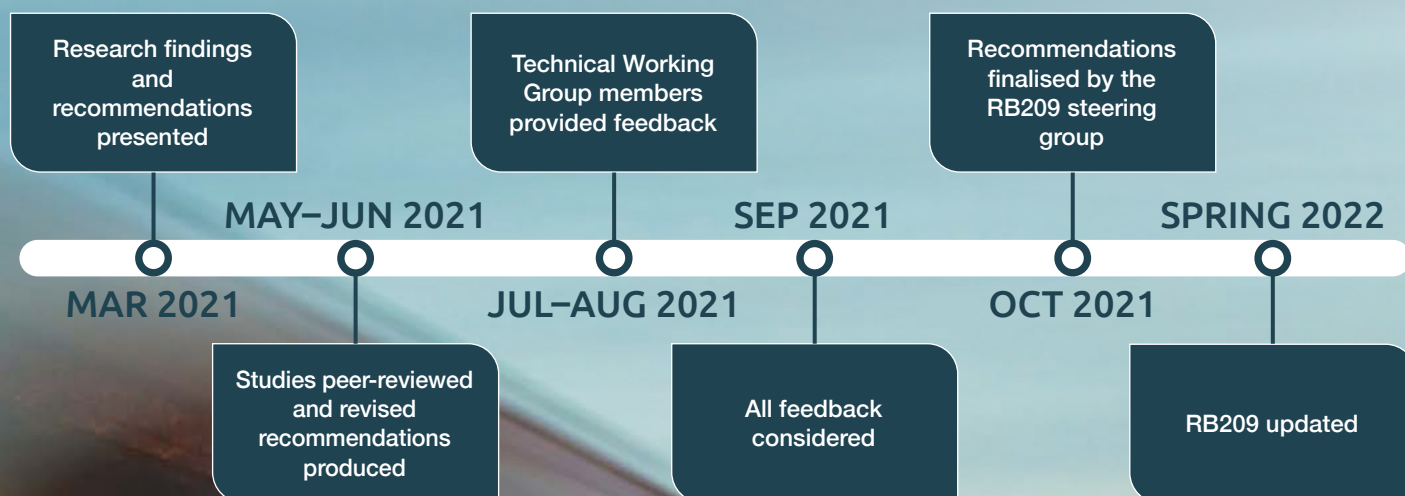 Research findings
and
recommendations
presented
MAR 2021
MAY–JUN 2021
Studies peer-reviewed
and revised
recommendations
produced
Technical Working
Group members
provided feedback
JUL–AUG 2021
SEP 2021
All feedback
considered
Recommendations
finalised by the
RB209 steering
group
OCT 2021
SPRING 2022
RB209 updated